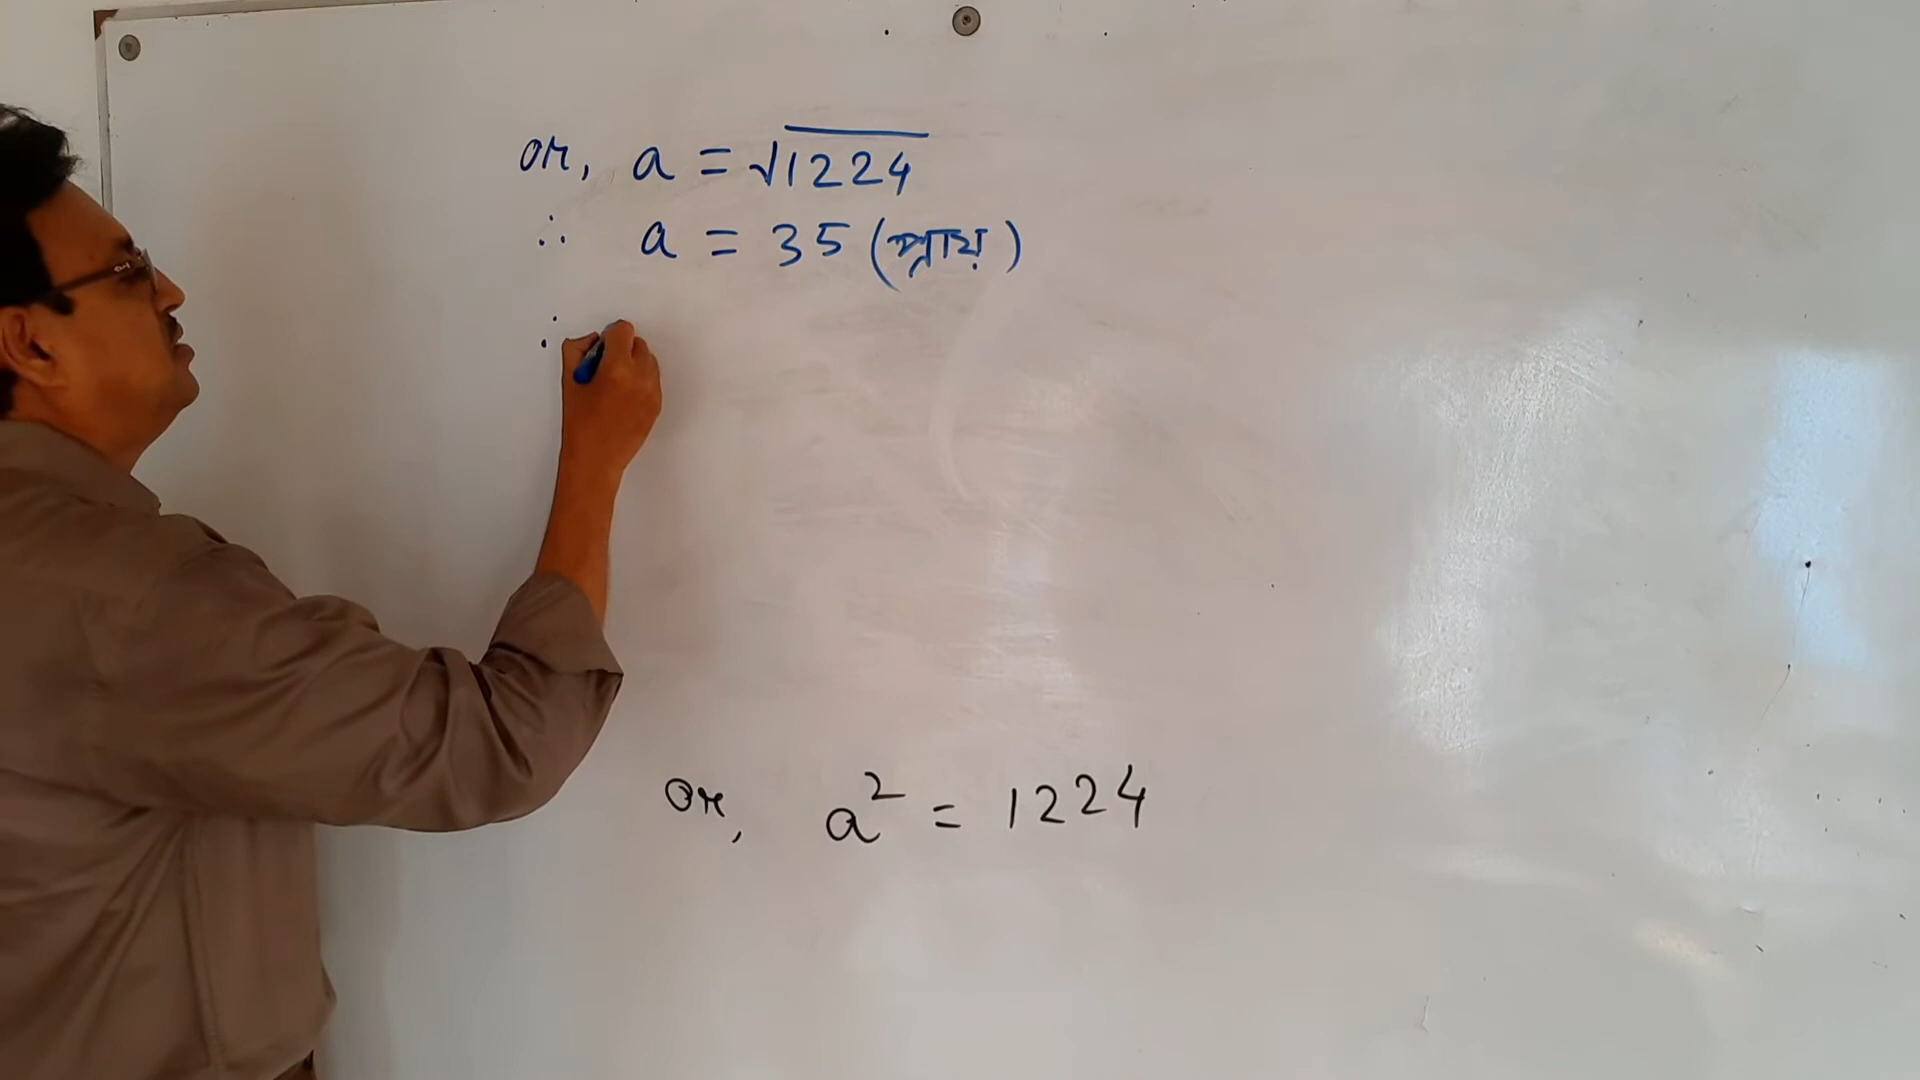 or, a = √1224
∴ a = 35 (প্রায়)
∴
or, a² = 1224